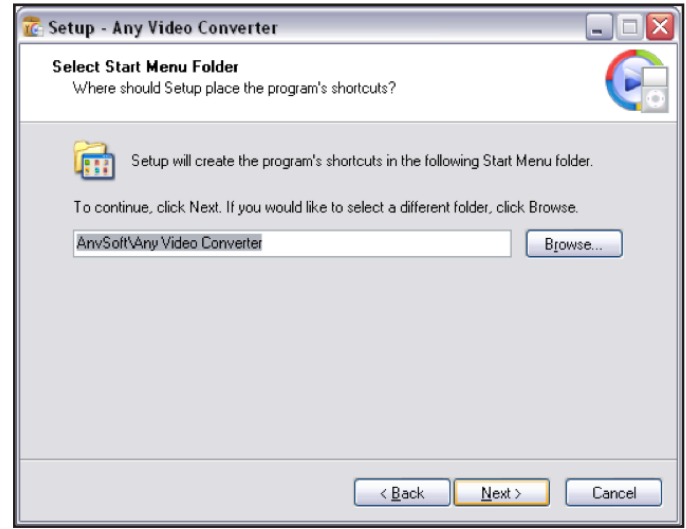 Setup - Any Video Converter
Select Start Menu Folder
Where should Setup place the program's shortcuts?
Setup will create the program's shortcuts in the following Start Menu folder.
To continue, click Next. If you would like to select a different folder, click Browse.
AnvSoft\Any Video Converter
Browse...
< Back
Next >
Cancel